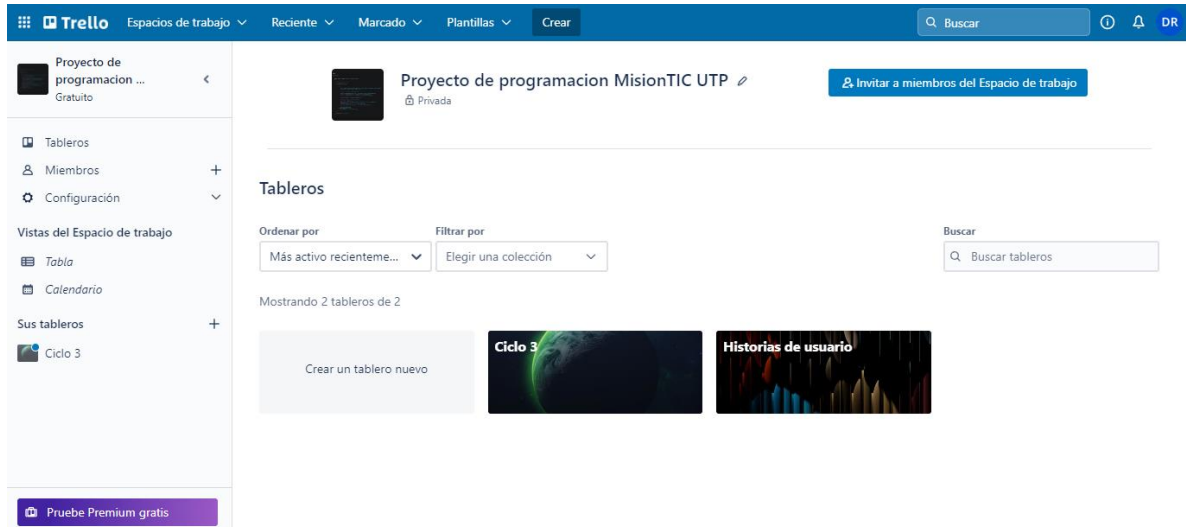 Trello Espacios de trabajo Reciente Marcado Plantillas Crear Buscar DR
Proyecto de
programacion ...
Gratuito
Tableros
Miembros
Configuración
Vistas del Espacio de trabajo
Tabla
Calendario
Sus tableros
Ciclo 3
Pruebe Premium gratis
Proyecto de programacion MisionTIC UTP
Privada
Invitar a miembros del Espacio de trabajo
Tableros
Ordenar por Filtrar por Buscar
Más activo recienteme... Elegir una colección Buscar tableros
Mostrando 2 tableros de 2
Crear un tablero nuevo
Ciclo 3
Historias de usuario